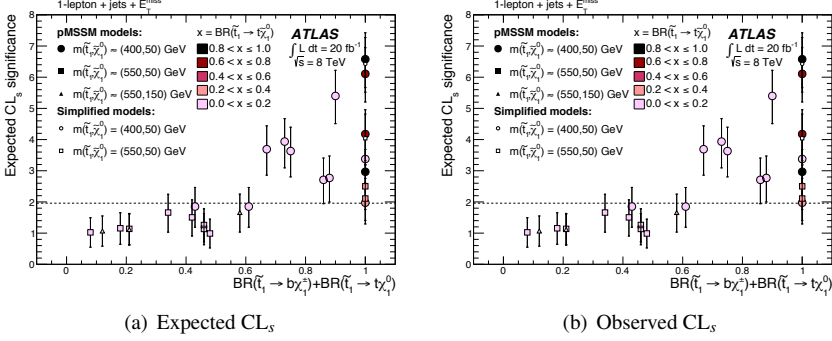 1-lepton + jets + E_T^miss
Expected CL_s significance
8
7
6
5
4
3
2
1
0
pMSSM models:
m(t̃₁,χ̃₁⁰) ≈ (400,50) GeV
m(t̃₁,χ̃₁⁰) ≈ (550,50) GeV
m(t̃₁,χ̃₁⁰) ≈ (550,150) GeV
Simplified models:
m(t̃₁,χ̃₁⁰) = (400,50) GeV
m(t̃₁,χ̃₁⁰) = (550,50) GeV
x = BR(t̃₁ → tχ̃₁⁰)
0.8 < x ≤ 1.0
0.6 < x ≤ 0.8
0.4 < x ≤ 0.6
0.2 < x ≤ 0.4
0.0 < x ≤ 0.2
ATLAS
∫ L dt = 20 fb⁻¹
√s = 8 TeV
0 0.2 0.4 0.6 0.8 1
BR(t̃₁ → bχ₁^±)+BR(t̃₁ → tχ₁⁰)
(a) Expected CL_s
1-lepton + jets + E_T^miss
Observed CL_s significance
8
7
6
5
4
3
2
1
0
pMSSM models:
m(t̃₁,χ̃₁⁰) ≈ (400,50) GeV
m(t̃₁,χ̃₁⁰) ≈ (550,50) GeV
m(t̃₁,χ̃₁⁰) ≈ (550,150) GeV
Simplified models:
m(t̃₁,χ̃₁⁰) = (400,50) GeV
m(t̃₁,χ̃₁⁰) = (550,50) GeV
x = BR(t̃₁ → tχ̃₁⁰)
0.8 < x ≤ 1.0
0.6 < x ≤ 0.8
0.4 < x ≤ 0.6
0.2 < x ≤ 0.4
0.0 < x ≤ 0.2
ATLAS
∫ L dt = 20 fb⁻¹
√s = 8 TeV
0 0.2 0.4 0.6 0.8 1
BR(t̃₁ → bχ₁^±)+BR(t̃₁ → tχ₁⁰)
(b) Observed CL_s